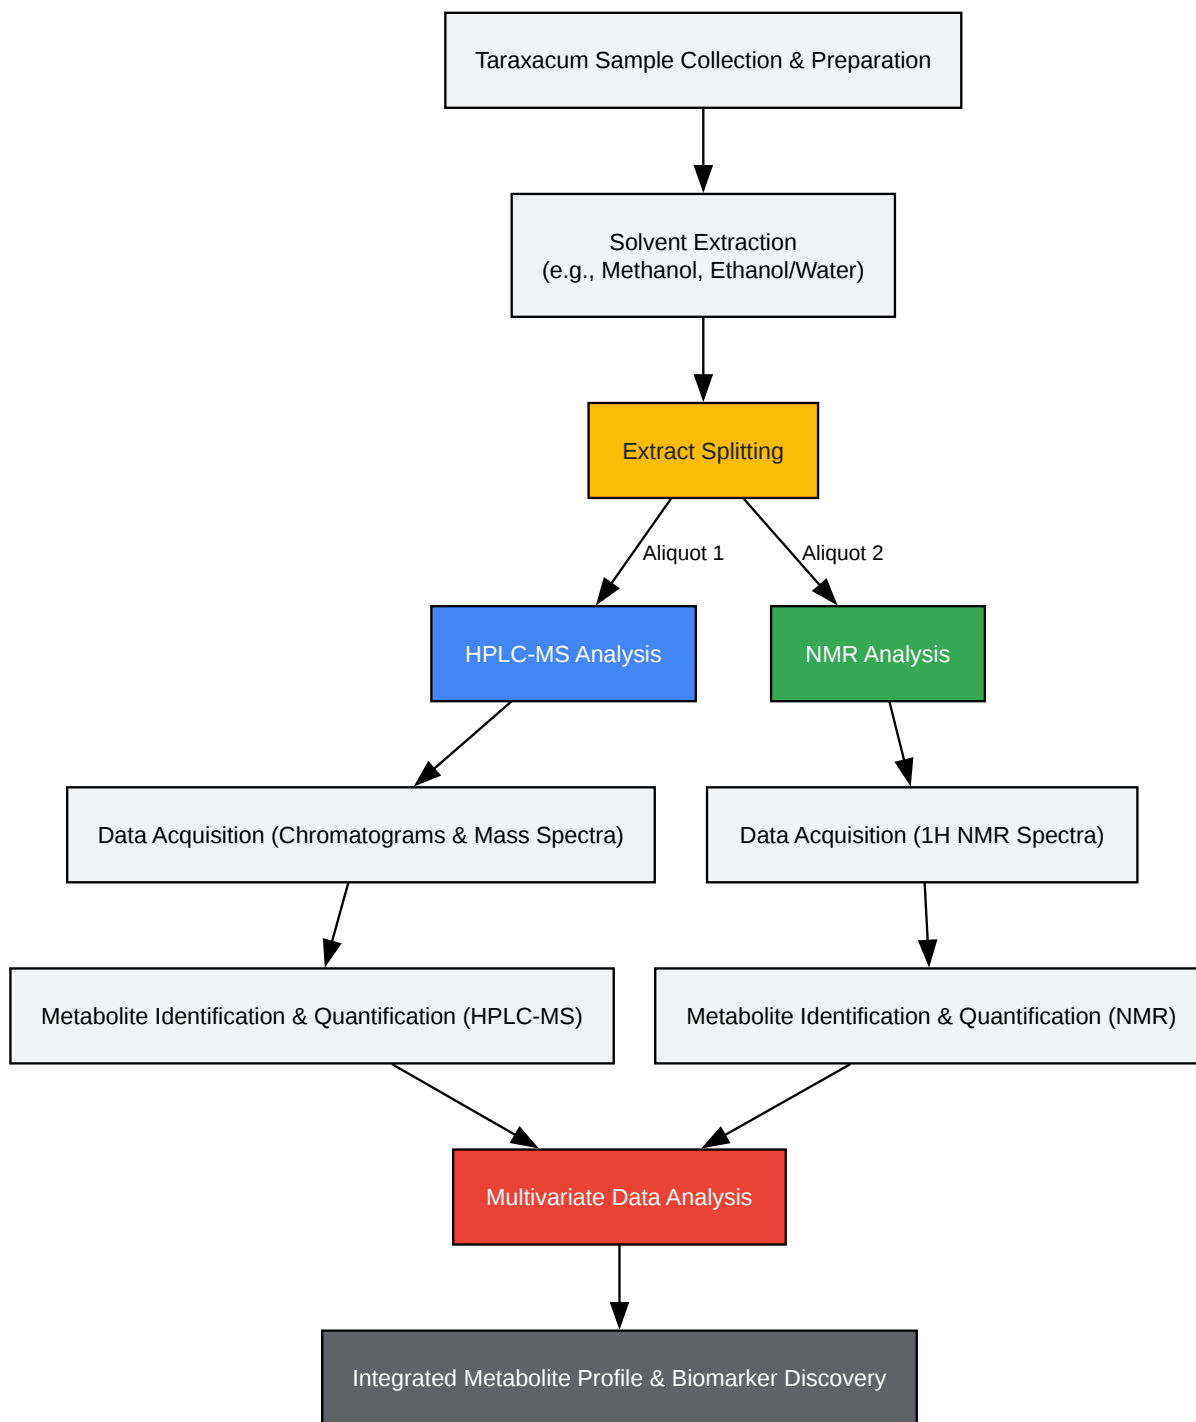 Taraxacum Sample Collection & Preparation
Solvent Extraction
(e.g., Methanol, Ethanol/Water)
Extract Splitting
Aliquot 1
Aliquot 2
HPLC-MS Analysis
NMR Analysis
Data Acquisition (Chromatograms & Mass Spectra)
Data Acquisition (1H NMR Spectra)
Metabolite Identification & Quantification (HPLC-MS)
Metabolite Identification & Quantification (NMR)
Multivariate Data Analysis
Integrated Metabolite Profile & Biomarker Discovery